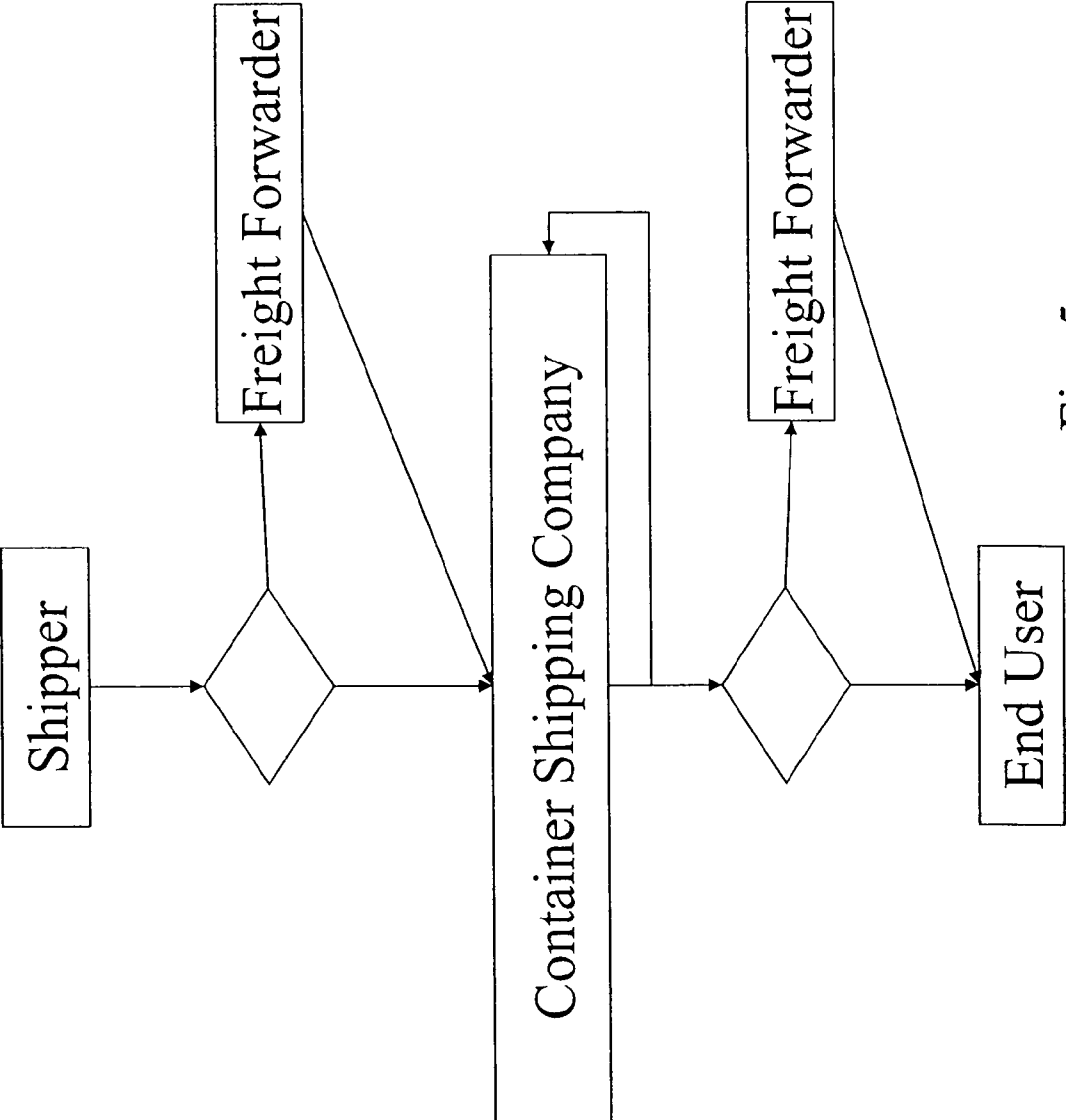 Shipper
Freight Forwarder
Container Shipping Company
Freight Forwarder
End User